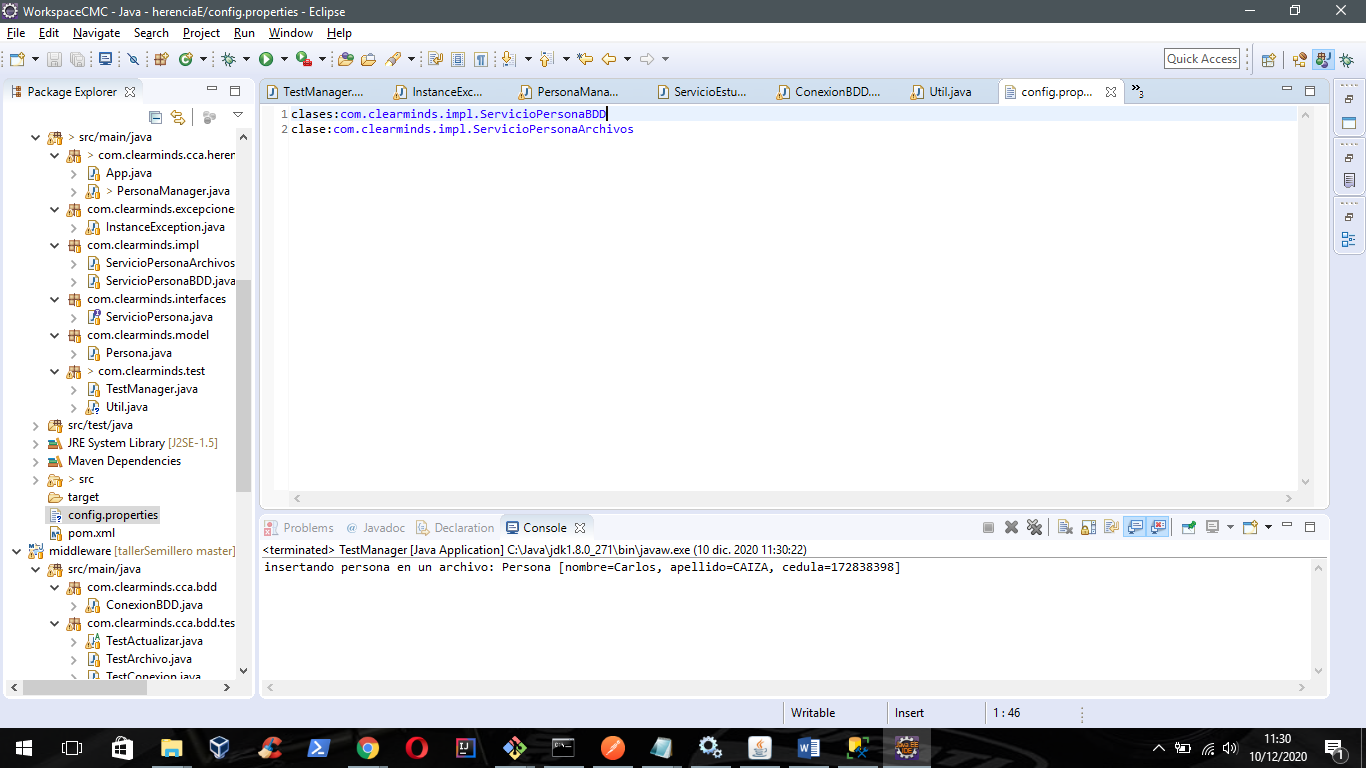 WorkspaceCMC - herenciaE/config.properties - Eclipse
File Edit Navigate Search Project Run Window Help
Quick Access
Package Explorer
> src/main/java
> com.clearminds.cca.heren
App.java
> PersonaManager.java
com.clearminds.excepcione
InstanceException.java
com.clearminds.impl
ServicioPersonaArchivos
ServicioPersonaBDD.java
com.clearminds.interfaces
ServicioPersona.java
com.clearminds.model
Persona.java
> com.clearminds.test
TestManager.java
Util.java
src/test/java
JRE System Library [J2SE-1.5]
Maven Dependencies
> src
target
config.properties
pom.xml
middleware [tallerSemillero master]
src/main/java
com.clearminds.cca.bdd
ConexionBDD.java
com.clearminds.cca.bdd.tes
TestActualizar.java
TestArchivo.java
TestConexion.java
TestManager....
InstanceExc...
PersonaMana...
ServicioEstu...
ConexionBDD....
Util.java
config.prop...
»3
1 clases:com.clearminds.impl.ServicioPersonaBDD
2 clase:com.clearminds.impl.ServicioPersonaArchivos
Problems @ Javadoc Declaration Console
<terminated> TestManager [Java Application] C:\Java\jdk1.8.0_271\bin\javaw.exe (10 dic. 2020 11:30:22)
insertando persona en un archivo: Persona [nombre=Carlos, apellido=CAIZA, cedula=172838398]
Writable Insert 1 : 46
11:30
10/12/2020
1